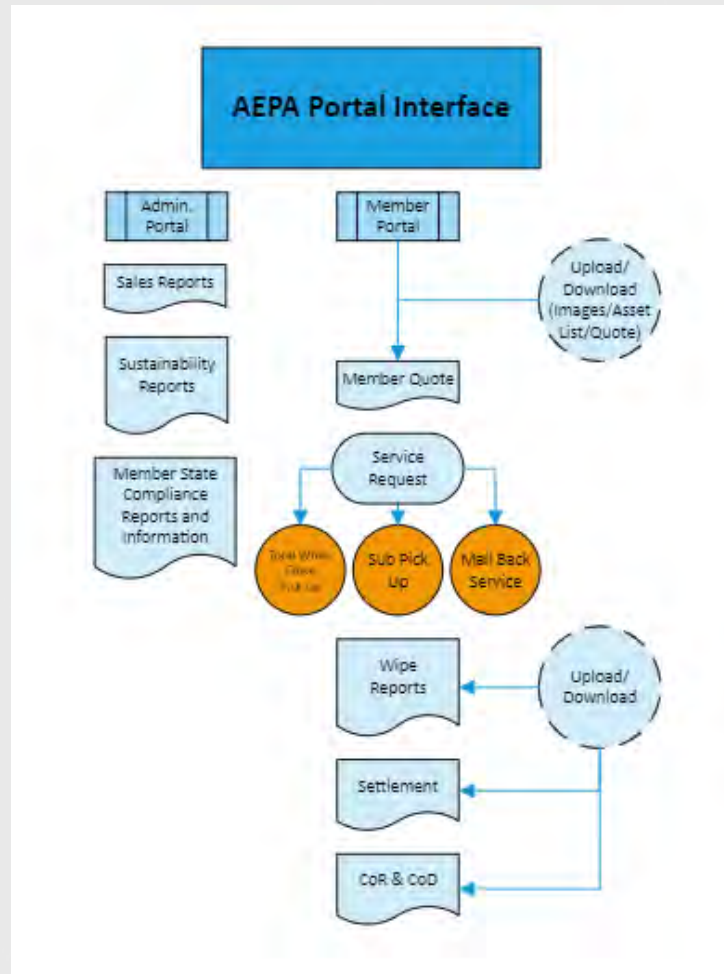 AEPA Portal Interface
Admin.
Portal
Member
Portal
Sales Reports
Upload/
Download
(Images/Asset
List/Quote)
Sustainability
Reports
Member Quote
Member State
Compliance
Reports and
Information
Service
Request
Sub Pick
Up
Mail Back
Service
Wipe
Reports
Upload/
Download
Settlement
CoR & CoD